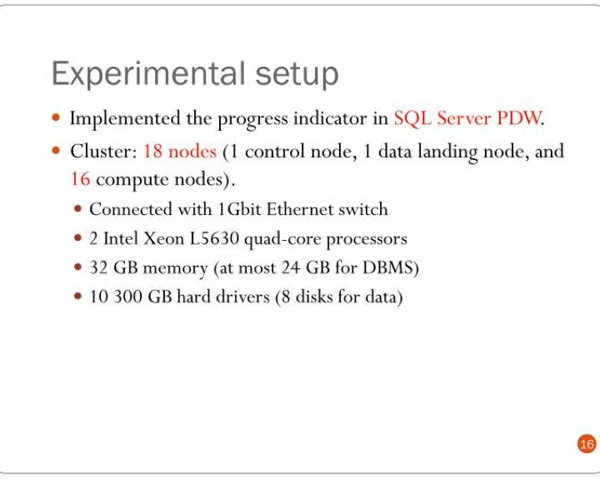 Experimental setup
• Implemented the progress indicator in SQL Server PDW.
• Cluster: 18 nodes (1 control node, 1 data landing node, and
16 compute nodes).
• Connected with 1Gbit Ethernet switch
• 2 Intel Xeon L5630 quad-core processors
• 32 GB memory (at most 24 GB for DBMS)
• 10 300 GB hard drivers (8 disks for data)
16